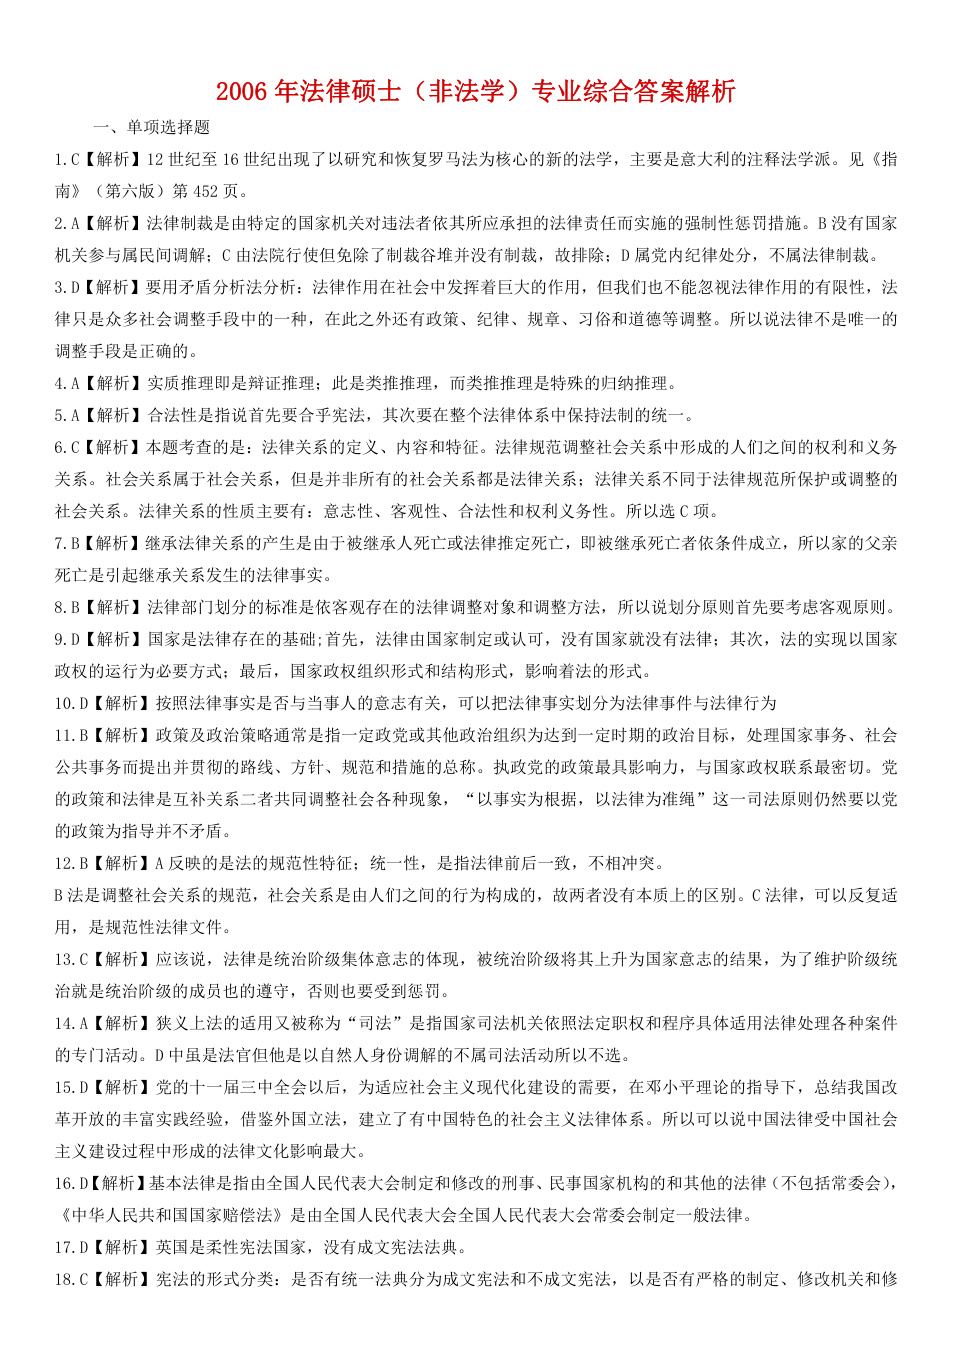 2006 年法律硕士（非法学）专业综合答案解析
一、单项选择题
1.C【解析】12 世纪至 16 世纪出现了以研究和恢复罗马法为核心的新的法学，主要是意大利的注释法学派。见《指
南》（第六版）第 452 页。
2.A【解析】法律制裁是由特定的国家机关对违法者依其所应承担的法律责任而实施的强制性惩罚措施。B 没有国家
机关参与属民间调解；C 由法院行使但免除了制裁谷堆并没有制裁，故排除；D 属党内纪律处分，不属法律制裁。
3.D【解析】要用矛盾分析法分析：法律作用在社会中发挥着巨大的作用，但我们也不能忽视法律作用的有限性，法
律只是众多社会调整手段中的一种，在此之外还有政策、纪律、规章、习俗和道德等调整。所以说法律不是唯一的
调整手段是正确的。
4.A【解析】实质推理即是辩证推理；此是类推推理，而类推推理是特殊的归纳推理。
5.A【解析】合法性是指说首先要合乎宪法，其次要在整个法律体系中保持法制的统一。
6.C【解析】本题考查的是：法律关系的定义、内容和特征。法律规范调整社会关系中形成的人们之间的权利和义务
关系。社会关系属于社会关系，但是并非所有的社会关系都是法律关系；法律关系不同于法律规范所保护或调整的
社会关系。法律关系的性质主要有：意志性、客观性、合法性和权利义务性。所以选 C 项。
7.B【解析】继承法律关系的产生是由于被继承人死亡或法律推定死亡，即被继承死亡者依条件成立，所以家的父亲
死亡是引起继承关系发生的法律事实。
8.B【解析】法律部门划分的标准是依客观存在的法律调整对象和调整方法，所以说划分原则首先要考虑客观原则。
9.D【解析】国家是法律存在的基础;首先，法律由国家制定或认可，没有国家就没有法律；其次，法的实现以国家
政权的运行为必要方式；最后，国家政权组织形式和结构形式，影响着法的形式。
10.D【解析】按照法律事实是否与当事人的意志有关，可以把法律事实划分为法律事件与法律行为
11.B【解析】政策及政治策略通常是指一定政党或其他政治组织为达到一定时期的政治目标，处理国家事务、社会
公共事务而提出并贯彻的路线、方针、规范和措施的总称。执政党的政策最具影响力，与国家政权联系最密切。党
的政策和法律是互补关系二者共同调整社会各种现象，“以事实为根据，以法律为准绳”这一司法原则仍然要以党
的政策为指导并不矛盾。
12.B【解析】A 反映的是法的规范性特征；统一性，是指法律前后一致，不相冲突。
B 法是调整社会关系的规范，社会关系是由人们之间的行为构成的，故两者没有本质上的区别。C 法律，可以反复适
用，是规范性法律文件。
13.C【解析】应该说，法律是统治阶级集体意志的体现，被统治阶级将其上升为国家意志的结果，为了维护阶级统
治就是统治阶级的成员也的遵守，否则也要受到惩罚。
14.A【解析】狭义上法的适用又被称为“司法”是指国家司法机关依照法定职权和程序具体适用法律处理各种案件
的专门活动。D 中虽是法官但他是以自然人身份调解的不属司法活动所以不选。
15.D【解析】党的十一届三中全会以后，为适应社会主义现代化建设的需要，在邓小平理论的指导下，总结我国改
革开放的丰富实践经验，借鉴外国立法，建立了有中国特色的社会主义法律体系。所以可以说中国法律受中国社会
主义建设过程中形成的法律文化影响最大。
16.D【解析】基本法律是指由全国人民代表大会制定和修改的刑事、民事国家机构的和其他的法律（不包括常委会），
《中华人民共和国国家赔偿法》是由全国人民代表大会全国人民代表大会常委会制定一般法律。
17.D【解析】英国是柔性宪法国家，没有成文宪法法典。
18.C【解析】宪法的形式分类：是否有统一法典分为成文宪法和不成文宪法，以是否有严格的制定、修改机关和修